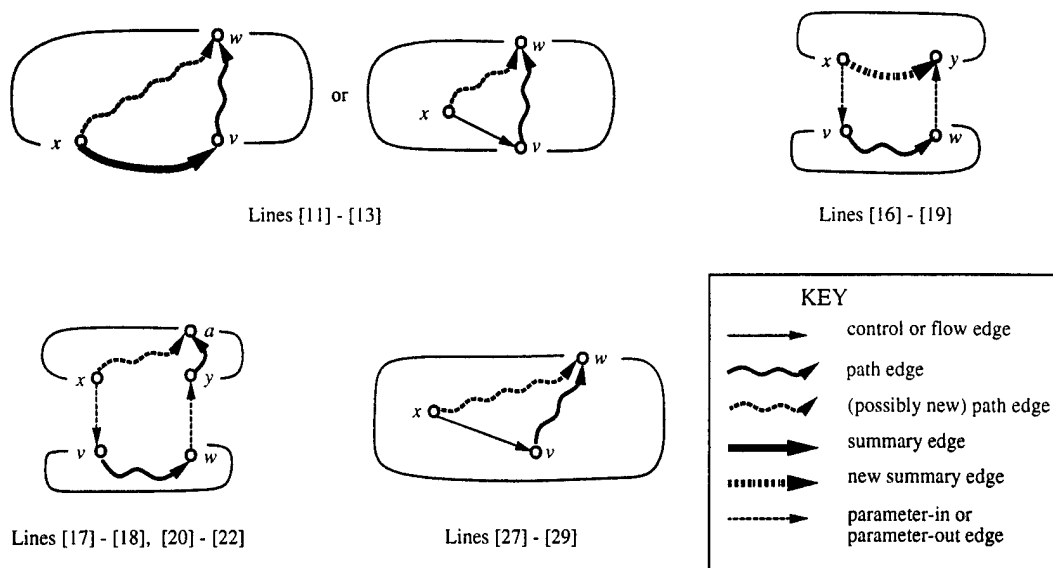 w
x
v
or
w
x
v
Lines [11] - [13]
x
y
v
w
Lines [16] - [19]
a
x
y
v
w
Lines [17] - [18], [20] - [22]
w
x
v
Lines [27] - [29]
KEY
control or flow edge
path edge
(possibly new) path edge
summary edge
new summary edge
parameter-in or
parameter-out edge